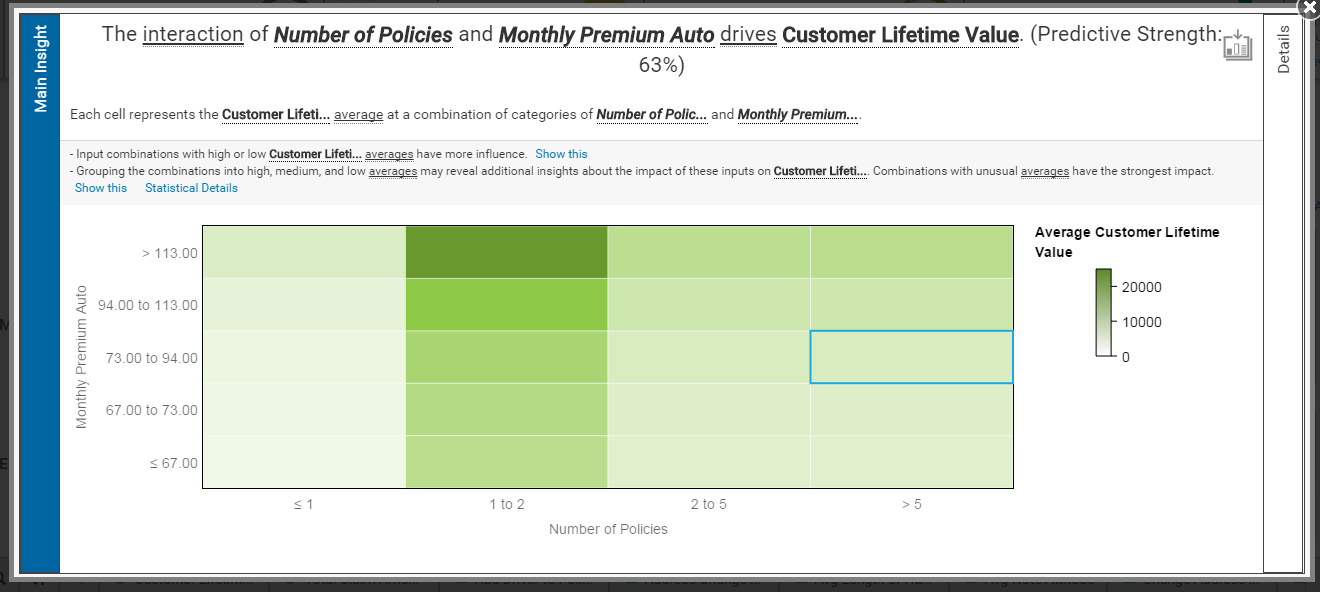 Main Insight
The interaction of Number of Policies and Monthly Premium Auto drives Customer Lifetime Value. (Predictive Strength:
63%)
Details
Each cell represents the Customer Lifeti... average at a combination of categories of Number of Polic... and Monthly Premium....
- Input combinations with high or low Customer Lifeti... averages have more influence. Show this
- Grouping the combinations into high, medium, and low averages may reveal additional insights about the impact of these inputs on Customer Lifeti.... Combinations with unusual averages have the strongest impact.
Show this Statistical Details
Monthly Premium Auto
> 113.00
94.00 to 113.00
73.00 to 94.00
67.00 to 73.00
≤ 67.00
≤ 1 1 to 2 2 to 5 > 5
Number of Policies
Average Customer Lifetime
Value
20000
10000
0